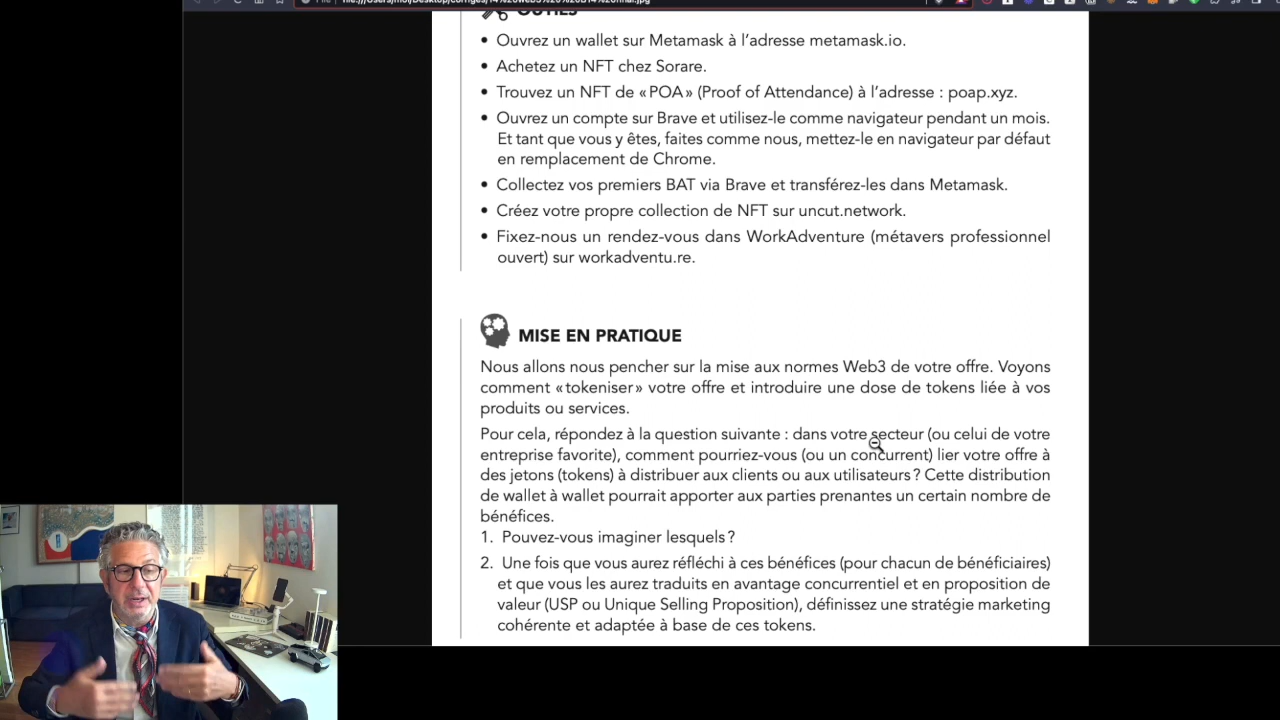 OUTILS
• Ouvrez un wallet sur Metamask à l’adresse metamask.io.
• Achetez un NFT chez Sorare.
• Trouvez un NFT de « POA » (Proof of Attendance) à l’adresse : poap.xyz.
• Ouvrez un compte sur Brave et utilisez-le comme navigateur pendant un mois.
Et tant que vous y êtes, faites comme nous, mettez-le en navigateur par défaut
en remplacement de Chrome.
• Collectez vos premiers BAT via Brave et transférez-les dans Metamask.
• Créez votre propre collection de NFT sur uncut.network.
• Fixez-nous un rendez-vous dans WorkAdventure (métavers professionnel
ouvert) sur workadventu.re.
MISE EN PRATIQUE
Nous allons nous pencher sur la mise aux normes Web3 de votre offre. Voyons
comment « tokeniser » votre offre et introduire une dose de tokens liée à vos
produits ou services.
Pour cela, répondez à la question suivante : dans votre secteur (ou celui de votre
entreprise favorite), comment pourriez-vous (ou un concurrent) lier votre offre à
des jetons (tokens) à distribuer aux clients ou aux utilisateurs ? Cette distribution
de wallet à wallet pourrait apporter aux parties prenantes un certain nombre de
bénéfices.
1. Pouvez-vous imaginer lesquels ?
2. Une fois que vous aurez réfléchi à ces bénéfices (pour chacun de bénéficiaires)
et que vous les aurez traduits en avantage concurrentiel et en proposition de
valeur (USP ou Unique Selling Proposition), définissez une stratégie marketing
cohérente et adaptée à base de ces tokens.